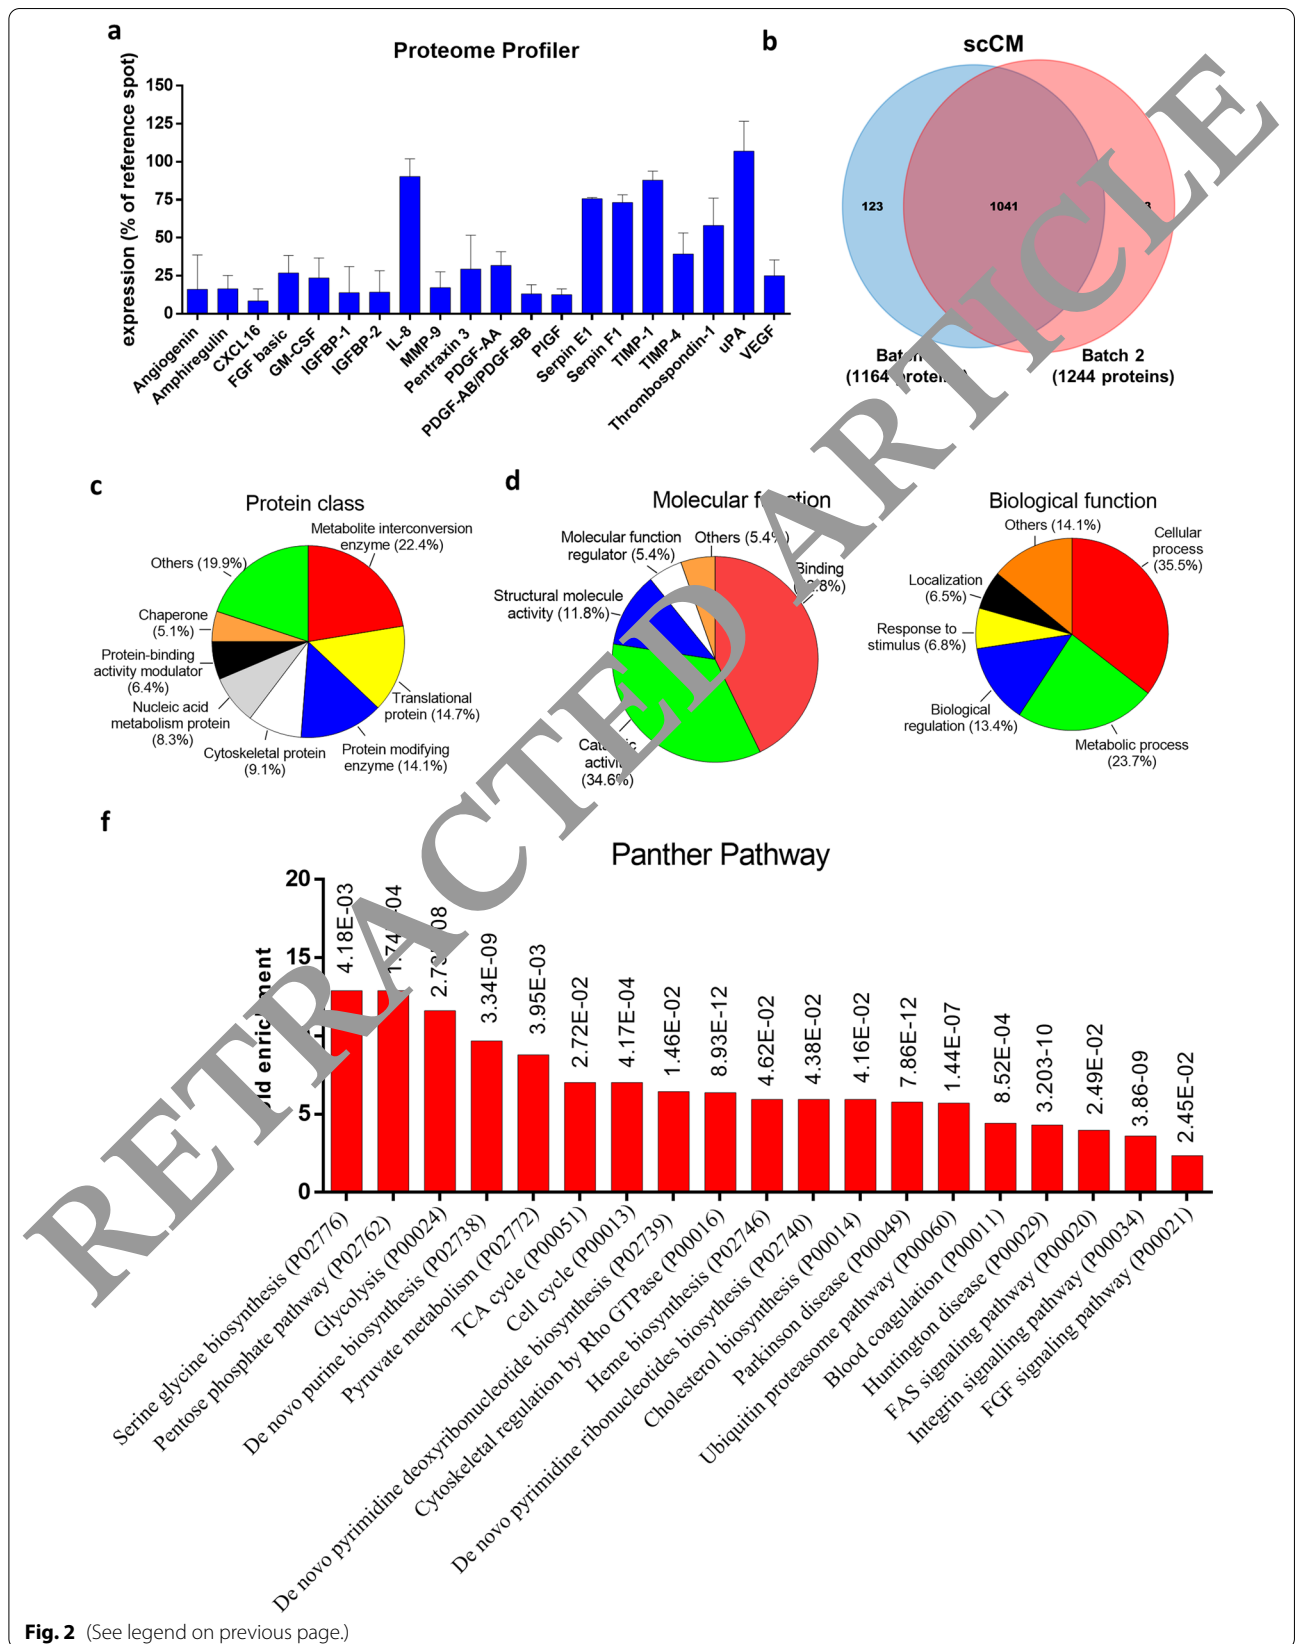 a
Proteome Profiler
expression (% of reference spot)
150
125
100
75
50
25
0
Angiogenin
Amphiregulin
CXCL16
FGF basic
GM-CSF
IGFBP-1
IGFBP-2
IL-8
MMP-9
Pentraxin 3
PDGF-AA
PDGF-AB/PDGF-BB
PlGF
Serpin E1
Serpin F1
TIMP-1
TIMP-4
Thrombospondin-1
uPA
VEGF
b
scCM
123
1041
3
Batch
(1164 proteins)
Batch 2
(1244 proteins)
c
Protein class
Metabolite interconversion
enzyme (22.4%)
Translational
protein (14.7%)
Protein modifying
enzyme (14.1%)
Cytoskeletal protein
(9.1%)
Nucleic acid
metabolism protein
(8.3%)
Protein-binding
activity modulator
(6.4%)
Chaperone
(5.1%)
Others (19.9%)
d
Molecular function
Others (5.4%)
Binding
Molecular function
regulator (5.4%)
Structural molecule
activity (11.8%)
Catalytic
activity
(34.6%)
Biological function
Others (14.1%)
Cellular
process
(35.5%)
Localization
(6.5%)
Response to
stimulus (6.8%)
Biological
regulation (13.4%)
Metabolic process
(23.7%)
f
Panther Pathway
enrichment
20
15
5
0
4.18E-03
3.34E-09
3.95E-03
2.72E-02
4.17E-04
1.46E-02
8.93E-12
4.62E-02
4.38E-02
4.16E-02
7.86E-12
1.44E-07
8.52E-04
3.203-10
2.49E-02
3.86-09
2.45E-02
Serine glycine biosynthesis (P02776)
Pentose phosphate pathway (P02762)
Glycolysis (P00024)
De novo purine biosynthesis (P02738)
Pyruvate metabolism (P02772)
TCA cycle (P00051)
Cell cycle (P00013)
De novo pyrimidine deoxyribonucleotide biosynthesis (P02739)
Cytoskeletal regulation by Rho GTPase (P00016)
Heme biosynthesis (P02746)
De novo pyrimidine ribonucleotides biosythesis (P02740)
Cholesterol biosynthesis (P00014)
Parkinson disease (P00049)
Ubiquitin proteasome pathway (P00060)
Blood coagulation (P00011)
Huntington disease (P00029)
FAS signaling pathway (P00020)
Integrin signalling pathway (P00034)
FGF signaling pathway (P00021)
RETRACTED ARTICLE
Fig. 2 (See legend on previous page.)